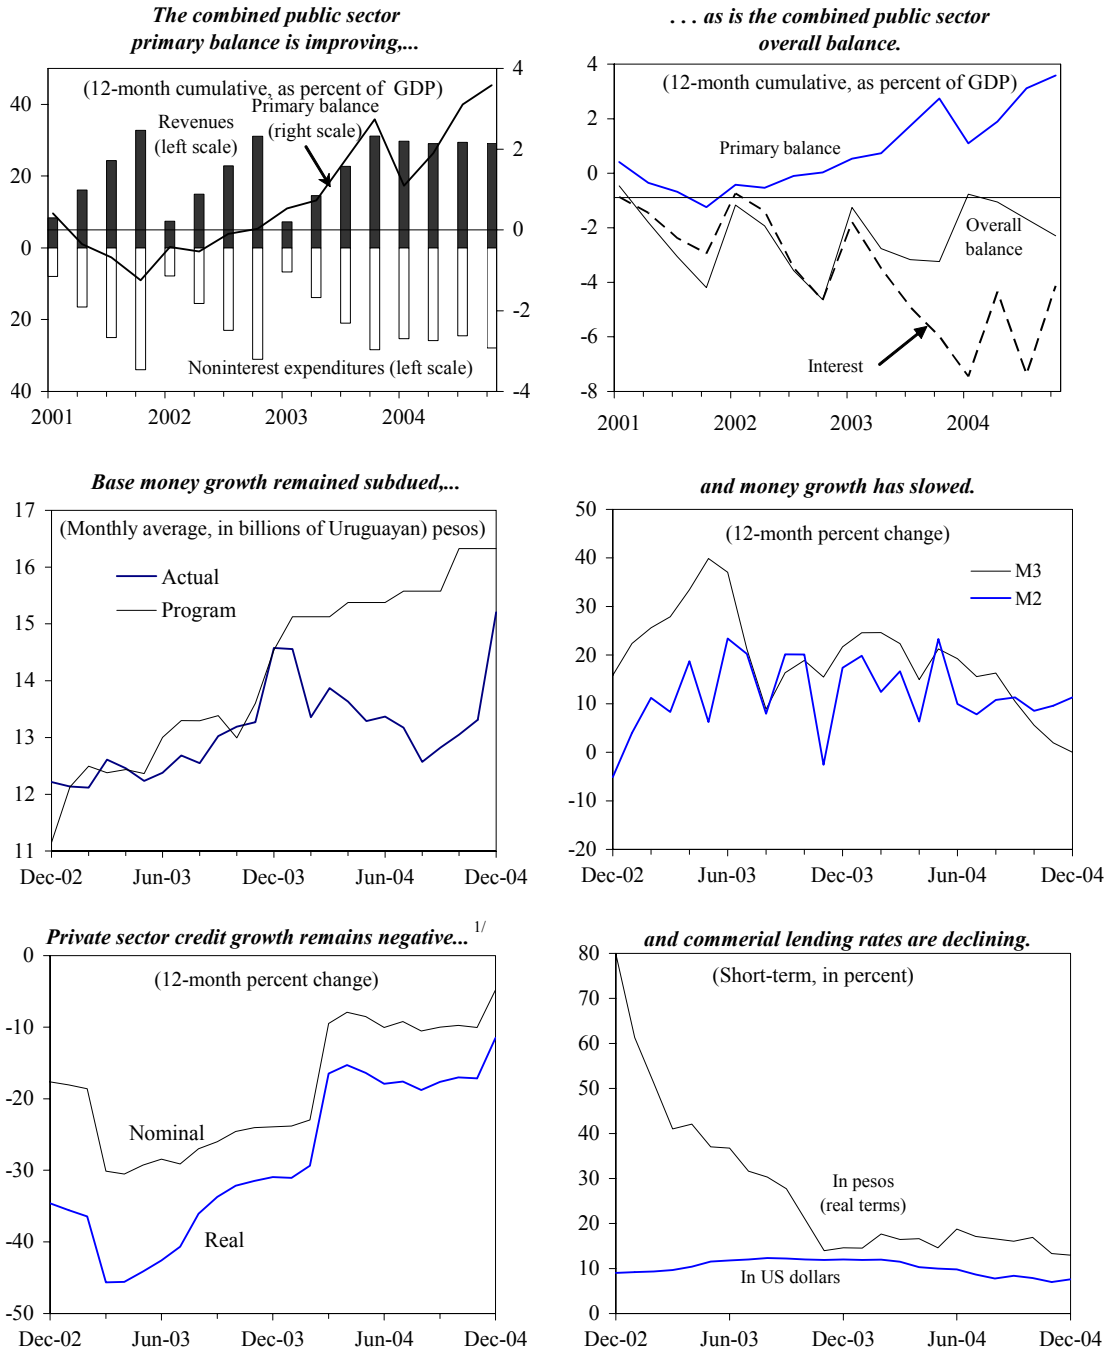 The combined public sector
primary balance is improving,...
(12-month cumulative, as percent of GDP)
Primary balance
(right scale)
Revenues
(left scale)
Noninterest expenditures (left scale)
40
20
0
20
40
4
2
0
-2
-4
2001
2002
2003
2004
. . . as is the combined public sector
overall balance.
(12-month cumulative, as percent of GDP)
Primary balance
Overall
balance
Interest
4
2
0
-2
-4
-6
-8
2001
2002
2003
2004
Base money growth remained subdued,...
(Monthly average, in billions of Uruguayan) pesos)
Actual
Program
17
16
15
14
13
12
11
Dec-02
Jun-03
Dec-03
Jun-04
Dec-04
and money growth has slowed.
(12-month percent change)
M3
M2
50
40
30
20
10
0
-10
-20
Dec-02
Jun-03
Dec-03
Jun-04
Dec-04
Private sector credit growth remains negative... 1/
(12-month percent change)
Nominal
Real
0
-10
-20
-30
-40
-50
Dec-02
Jun-03
Dec-03
Jun-04
Dec-04
and commerial lending rates are declining.
(Short-term, in percent)
In pesos
(real terms)
In US dollars
80
70
60
50
40
30
20
10
0
Dec-02
Jun-03
Dec-03
Jun-04
Dec-04